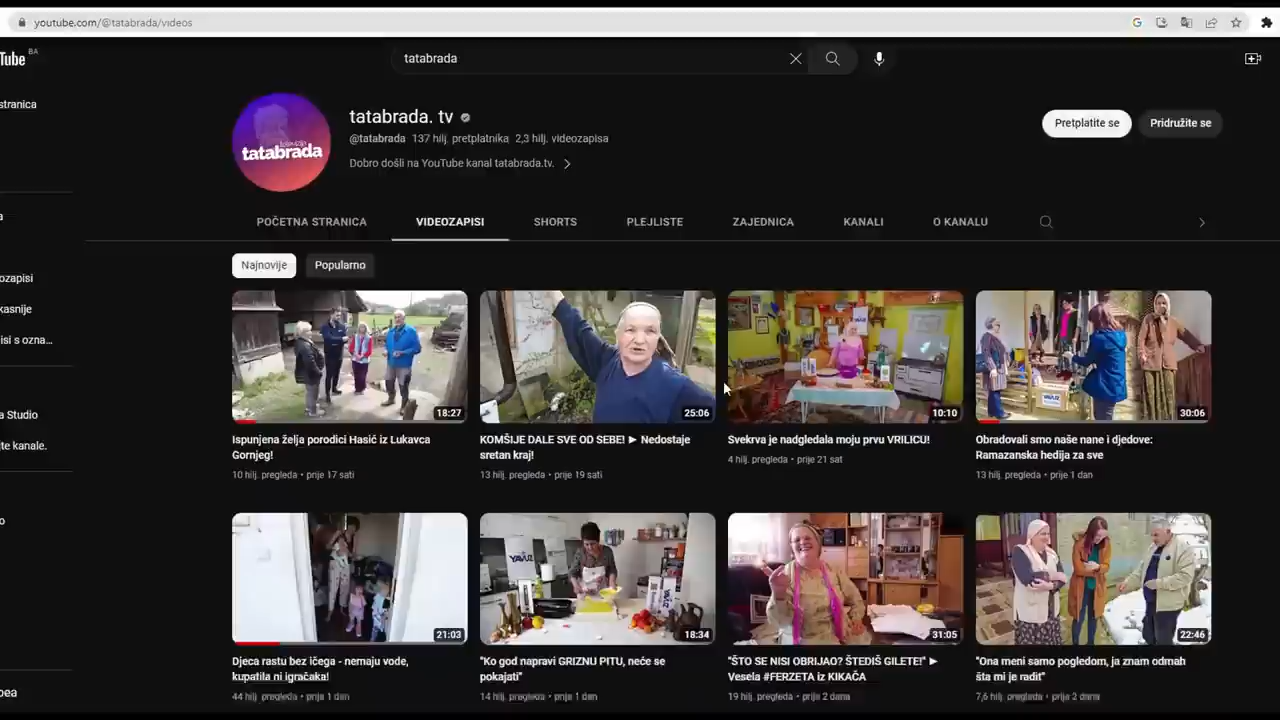 youtube.com/@tatabrada/videos
Tube BA
tatabrada
stranica
televizija
tatabrada
tatabrada. tv
@tatabrada 137 hilj. pretplatnika 2,3 hilj. videozapisa
Dobro došli na YouTube kanal tatabrada.tv.
Pretplatite se
Pridružite se
POČETNA STRANICA
VIDEOZAPISI
SHORTS
PLEJLISTE
ZAJEDNICA
KANALI
O KANALU
a
ozapisi
kasnije
isi s ozna...
a Studio
jte kanale.
o
pea
Najnovije
Popularno
18:27
25:06
10:10
30:06
Ispunjena želja porodici Hasić iz Lukavca
Gornjeg!
10 hilj. pregleda • prije 17 sati
KOMŠIJE DALE SVE OD SEBE! ► Nedostaje
sretan kraj!
13 hilj. pregleda • prije 19 sati
Svekrva je nadgledala moju prvu VRILICU!
4 hilj. pregleda • prije 21 sat
Obradovali smo naše nane i djedove:
Ramazanska hedija za sve
13 hilj. pregleda • prije 1 dan
YAVUZ
21:03
18:34
31:05
22:46
Djeca rastu bez ičega - nemaju vode,
kupatila ni igračaka!
44 hilj. pregleda • prije 1 dan
"Ko god napravi GRIZNU PITU, neće se
pokajati"
14 hilj. pregleda • prije 1 dan
"ŠTO SE NISI OBRIJAO? ŠTEDIŠ GILETE!" ►
Vesela #FERZETA iz KIKAČA
19 hilj. pregleda • prije 2 dana
"Ona meni samo pogledom, ja znam odmah
šta mi je radit"
7,6 hilj. pregleda • prije 2 dana